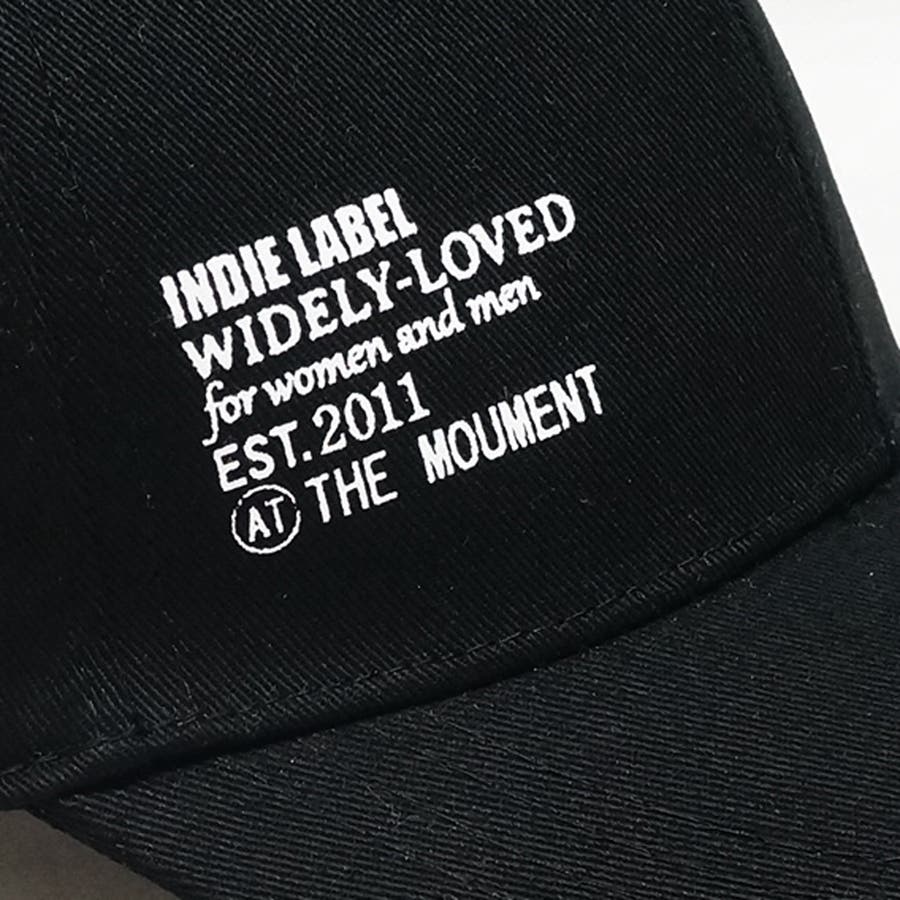 INDIE LABEL
WIDELY-LOVED
for women and men
EST.2011
AT THE MOUMENT